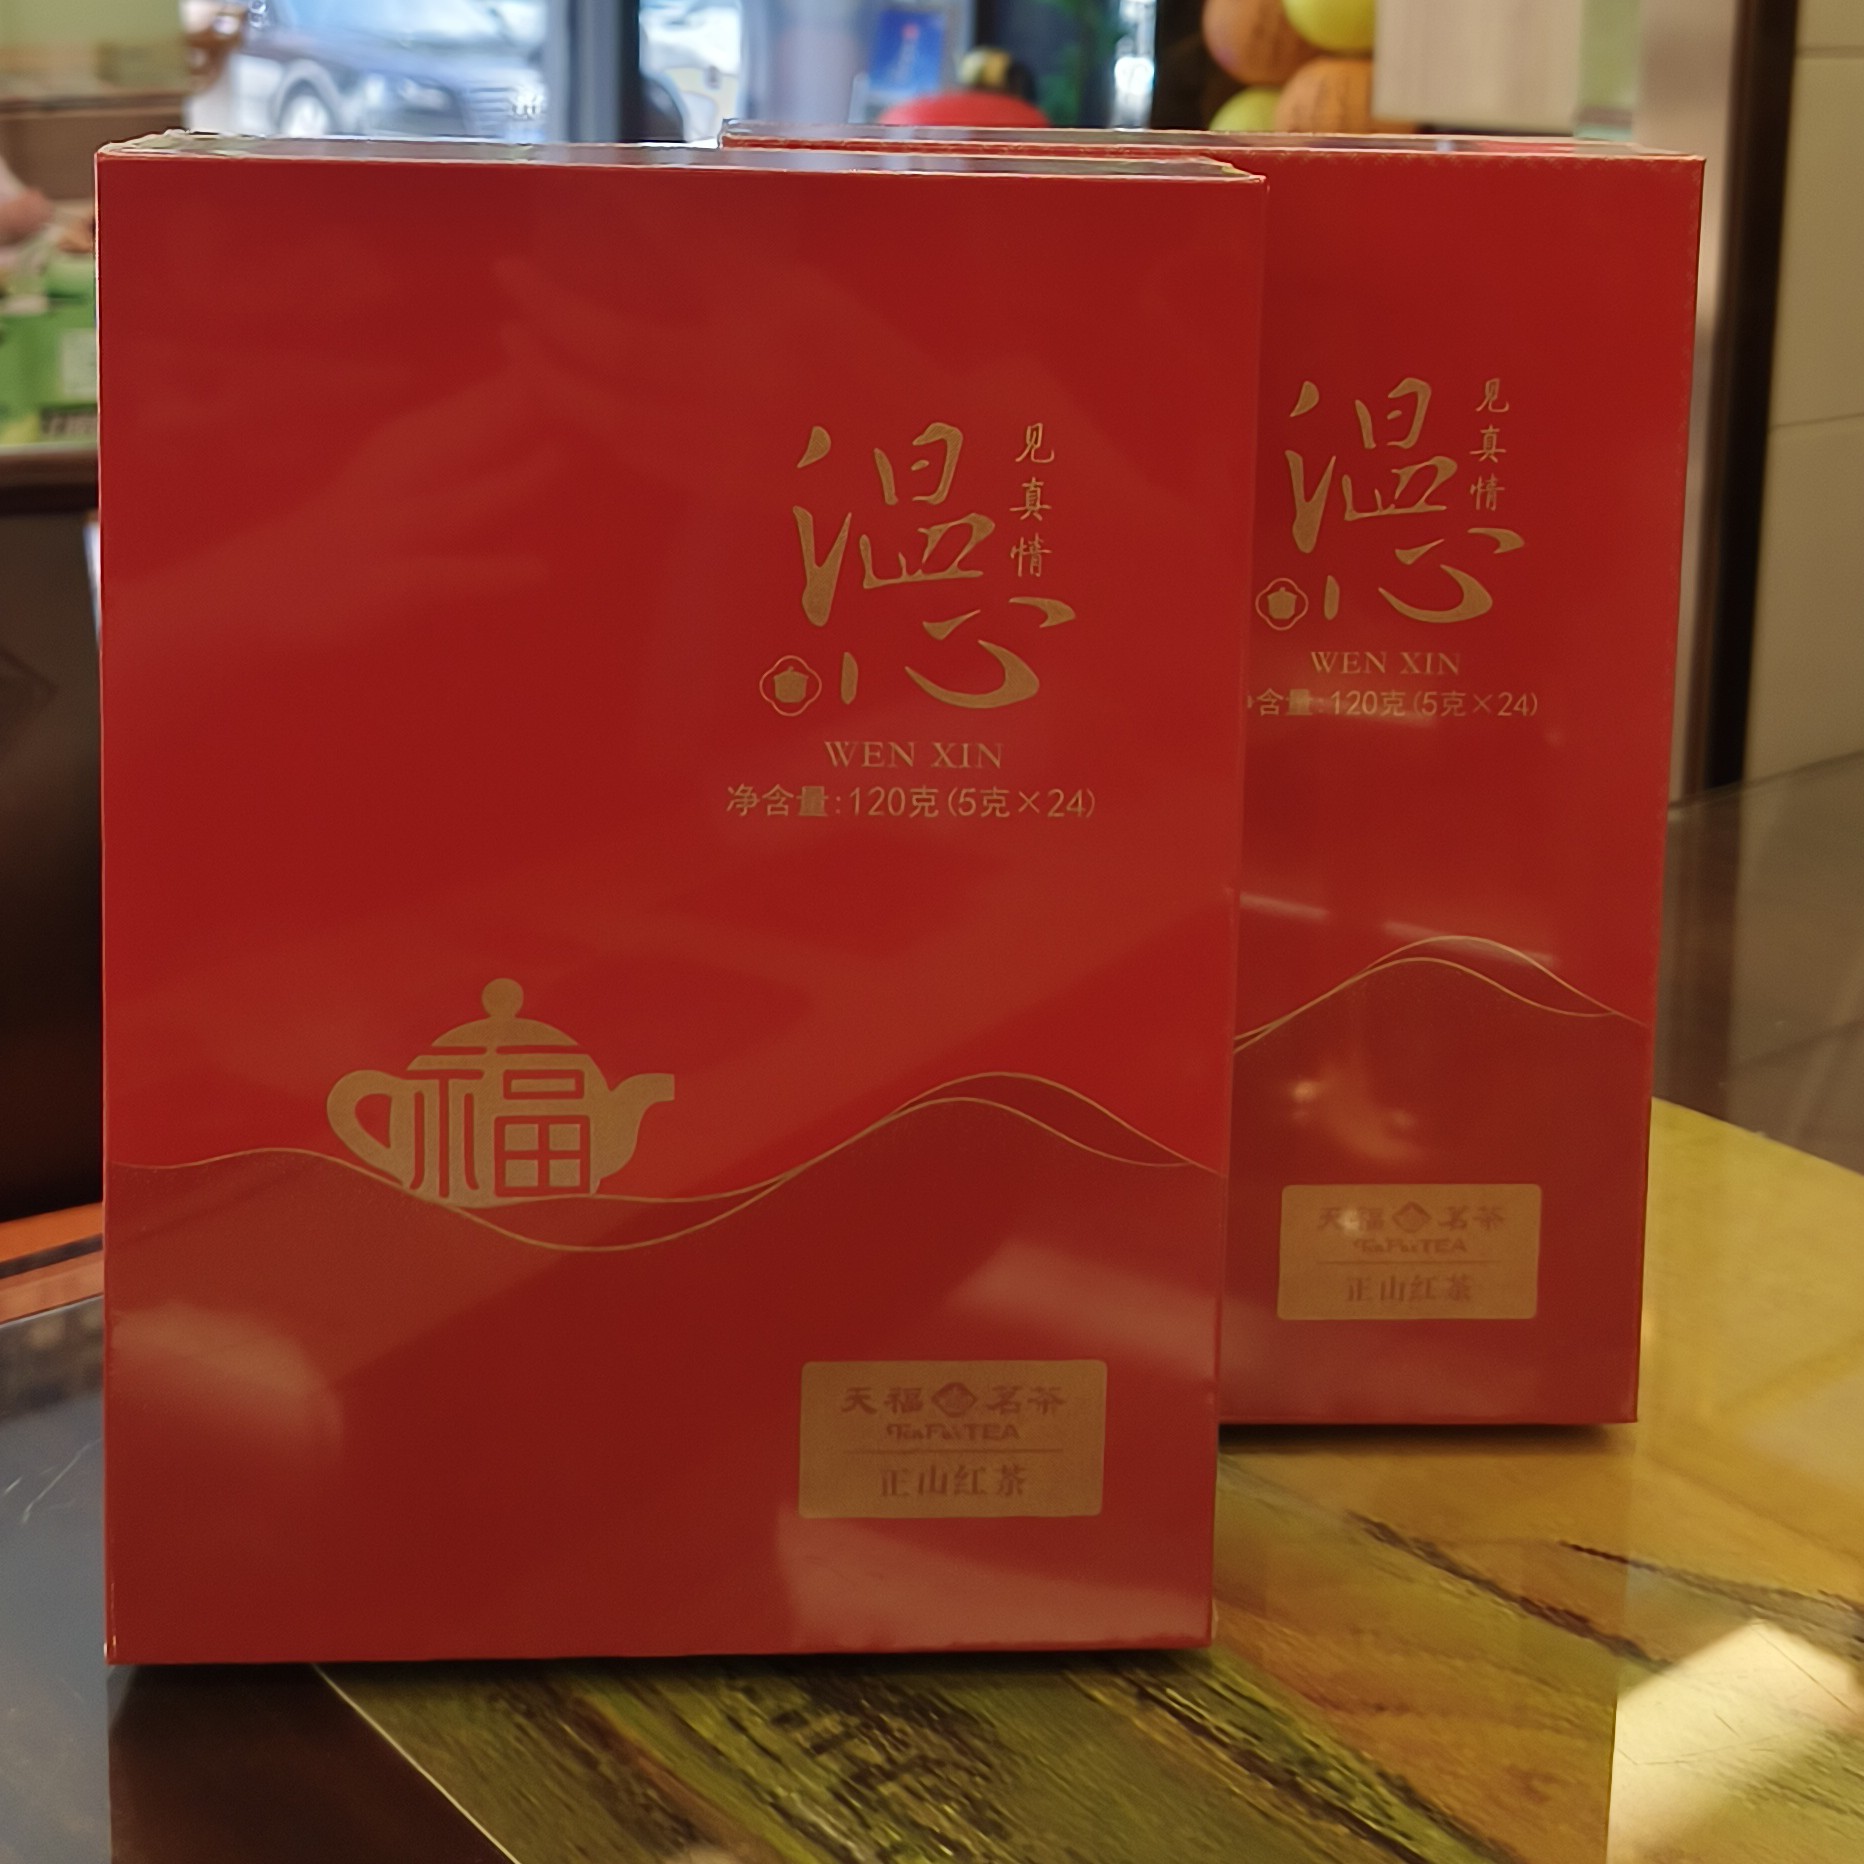 温心
见真情
WEN XIN
净含量:120克(5克×24)
福
天福茗茶
TenFu'sTEA
正山红茶
温心
见真情
WEN XIN
含量:120克(5克×24)
天福茗茶
TenFu'sTEA
正山红茶